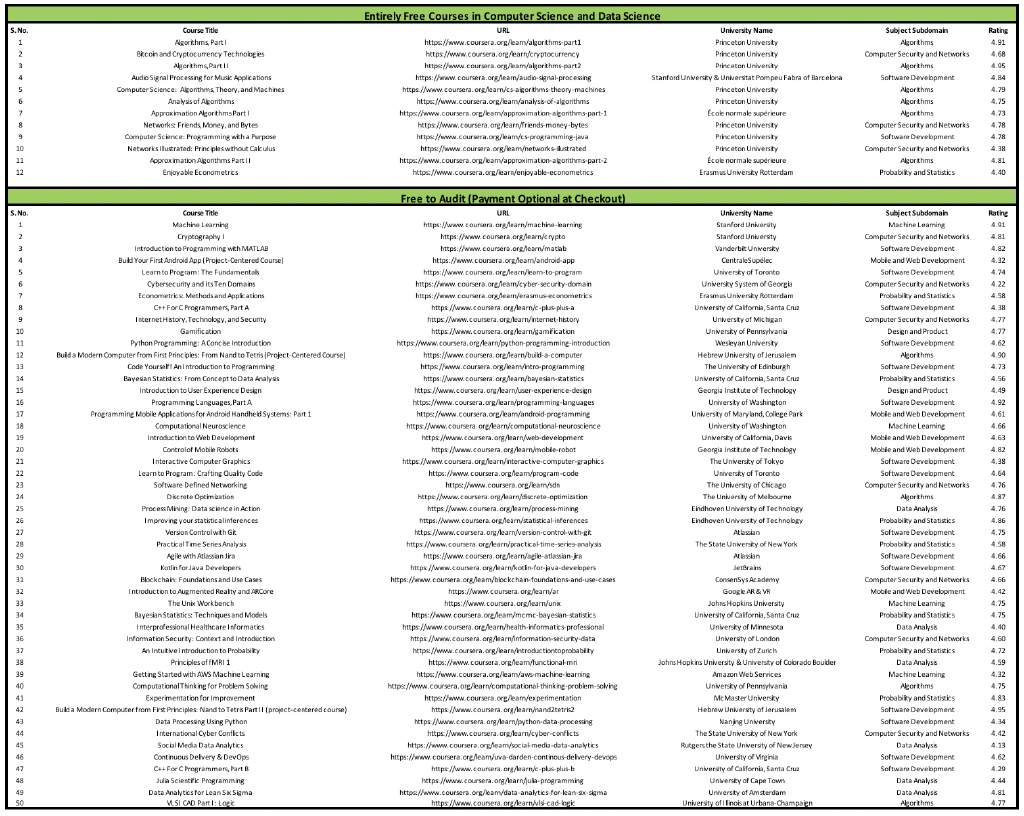 Entirely Free Courses in Computer Science and Data Science
S.No. Course Title URL University Name Subject Subdomain Rating
1 Algorithms, Part I https://www.coursera.org/learn/algorithms-part1 Princeton University Algorithms 4.91
2 Bitcoin and Cryptocurrency Technologies https://www.coursera.org/learn/cryptocurrency Princeton University Computer Security and Networks 4.68
3 Algorithms, Part II https://www.coursera.org/learn/algorithms-part2 Princeton University Algorithms 4.95
4 Audio Signal Processing for Music Applications https://www.coursera.org/learn/audio-signal-processing Stanford University & Universitat Pompeu Fabra of Barcelona Software Development 4.84
5 Computer Science: Algorithms, Theory, and Machines https://www.coursera.org/learn/cs-algorithms-theory-machines Princeton University Algorithms 4.79
6 Analysis of Algorithms https://www.coursera.org/learn/analysis-of-algorithms Princeton University Algorithms 4.75
7 Approximation Algorithms Part I https://www.coursera.org/learn/approximation-algorithms-part-1 École normale supérieure Algorithms 4.73
8 Networks: Friends, Money, and Bytes https://www.coursera.org/learn/friends-money-bytes Princeton University Computer Security and Networks 4.78
9 Computer Science: Programming with a Purpose https://www.coursera.org/learn/cs-programming-java Princeton University Software Development 4.78
10 Networks Illustrated: Principles without Calculus https://www.coursera.org/learn/networks-illustrated Princeton University Computer Security and Networks 4.38
11 Approximation Algorithms Part II https://www.coursera.org/learn/approximation-algorithms-part-2 École normale supérieure Algorithms 4.81
12 Enjoyable Econometrics https://www.coursera.org/learn/enjoyable-econometrics Erasmus University Rotterdam Probability and Statistics 4.40
Free to Audit (Payment Optional at Checkout)
S.No. Course Title URL University Name Subject Subdomain Rating
1 Machine Learning https://www.coursera.org/learn/machine-learning Stanford University Machine Learning 4.91
2 Cryptography I https://www.coursera.org/learn/crypto Stanford University Computer Security and Networks 4.81
3 Introduction to Programming with MATLAB https://www.coursera.org/learn/matlab Vanderbilt University Software Development 4.82
4 Build Your First Android App (Project-Centered Course) https://www.coursera.org/learn/android-app CentraleSupélec Mobile and Web Development 4.32
5 Learn to Program: The Fundamentals https://www.coursera.org/learn/learn-to-program University of Toronto Software Development 4.74
6 Cybersecurity and Its Ten Domains https://www.coursera.org/learn/cyber-security-domain University System of Georgia Computer Security and Networks 4.22
7 Econometrics: Methods and Applications https://www.coursera.org/learn/erasmus-econometrics Erasmus University Rotterdam Probability and Statistics 4.58
8 C++ For C Programmers, Part A https://www.coursera.org/learn/c-plus-plus-a University of California, Santa Cruz Software Development 4.38
9 Internet History, Technology, and Security https://www.coursera.org/learn/internet-history University of Michigan Computer Security and Networks 4.77
10 Gamification https://www.coursera.org/learn/gamification University of Pennsylvania Design and Product 4.77
11 Python Programming: A Concise Introduction https://www.coursera.org/learn/python-programming-introduction Wesleyan University Software Development 4.62
12 Build a Modern Computer from First Principles: From Nand to Tetris (Project-Centered Course) https://www.coursera.org/learn/build-a-computer Hebrew University of Jerusalem Algorithms 4.90
13 Code Yourself! An Introduction to Programming https://www.coursera.org/learn/intro-programming The University of Edinburgh Software Development 4.73
14 Bayesian Statistics: From Concept to Data Analysis https://www.coursera.org/learn/bayesian-statistics University of California, Santa Cruz Probability and Statistics 4.56
15 Introduction to User Experience Design https://www.coursera.org/learn/user-experience-design Georgia Institute of Technology Design and Product 4.49
16 Programming Languages, Part A https://www.coursera.org/learn/programming-languages University of Washington Software Development 4.92
17 Programming Mobile Applications for Android Handheld Systems: Part 1 https://www.coursera.org/learn/android-programming University of Maryland, College Park Mobile and Web Development 4.61
18 Computational Neuroscience https://www.coursera.org/learn/computational-neuroscience University of Washington Machine Learning 4.66
19 Introduction to Web Development https://www.coursera.org/learn/web-development University of California, Davis Mobile and Web Development 4.63
20 Control of Mobile Robots https://www.coursera.org/learn/mobile-robot Georgia Institute of Technology Mobile and Web Development 4.82
21 Interactive Computer Graphics https://www.coursera.org/learn/interactive-computer-graphics The University of Tokyo Software Development 4.38
22 Learn to Program: Crafting Quality Code https://www.coursera.org/learn/program-code University of Toronto Software Development 4.64
23 Software Defined Networking https://www.coursera.org/learn/sdn The University of Chicago Computer Security and Networks 4.76
24 Discrete Optimization https://www.coursera.org/learn/discrete-optimization The University of Melbourne Algorithms 4.87
25 Process Mining: Data science in Action https://www.coursera.org/learn/process-mining Eindhoven University of Technology Data Analysis 4.76
26 Improving your statistical inferences https://www.coursera.org/learn/statistical-inferences Eindhoven University of Technology Probability and Statistics 4.86
27 Version Control with Git https://www.coursera.org/learn/version-control-with-git Atlassian Software Development 4.75
28 Practical Time Series Analysis https://www.coursera.org/learn/practical-time-series-analysis The State University of New York Probability and Statistics 4.58
29 Agile with Atlassian Jira https://www.coursera.org/learn/agile-atlassian-jira Atlassian Software Development 4.66
30 Kotlin for Java Developers https://www.coursera.org/learn/kotlin-for-java-developers JetBrains Software Development 4.67
31 Blockchain: Foundations and Use Cases https://www.coursera.org/learn/blockchain-foundations-and-use-cases ConsenSys Academy Computer Security and Networks 4.66
32 Introduction to Augmented Reality and ARCore https://www.coursera.org/learn/ar Google AR & VR Mobile and Web Development 4.42
33 The Unix Workbench https://www.coursera.org/learn/unix Johns Hopkins University Machine Learning 4.75
34 Bayesian Statistics: Techniques and Models https://www.coursera.org/learn/mcmc-bayesian-statistics University of California, Santa Cruz Probability and Statistics 4.75
35 Interprofessional Healthcare Informatics https://www.coursera.org/learn/health-informatics-professional University of Minnesota Data Analysis 4.40
36 Information Security: Context and Introduction https://www.coursera.org/learn/information-security-data University of London Computer Security and Networks 4.60
37 An Intuitive Introduction to Probability https://www.coursera.org/learn/introductiontoprobability University of Zurich Probability and Statistics 4.72
38 Principles of fMRI 1 https://www.coursera.org/learn/functional-mri Johns Hopkins University & University of Colorado Boulder Data Analysis 4.59
39 Getting Started with AWS Machine Learning https://www.coursera.org/learn/aws-machine-learning Amazon Web Services Machine Learning 4.32
40 Computational Thinking for Problem Solving https://www.coursera.org/learn/computational-thinking-problem-solving University of Pennsylvania Algorithms 4.75
41 Experimentation for Improvement https://www.coursera.org/learn/experimentation McMaster University Probability and Statistics 4.83
42 Build a Modern Computer from First Principles: Nand to Tetris Part II (project-centered course) https://www.coursera.org/learn/nand2tetris2 Hebrew University of Jerusalem Software Development 4.95
43 Data Processing Using Python https://www.coursera.org/learn/python-data-processing Nanjing University Software Development 4.34
44 International Cyber Conflicts https://www.coursera.org/learn/cyber-conflicts The State University of New York Computer Security and Networks 4.42
45 Social Media Data Analytics https://www.coursera.org/learn/social-media-data-analytics Rutgers the State University of New Jersey Data Analysis 4.13
46 Continuous Delivery & DevOps https://www.coursera.org/learn/uva-darden-continous-delivery-devops University of Virginia Software Development 4.62
47 C++ For C Programmers, Part B https://www.coursera.org/learn/c-plus-plus-b University of California, Santa Cruz Software Development 4.29
48 Julia Scientific Programming https://www.coursera.org/learn/julia-programming University of Cape Town Data Analysis 4.44
49 Data Analytics for Lean Six Sigma https://www.coursera.org/learn/data-analytics-for-lean-six-sigma University of Amsterdam Data Analysis 4.81
50 VLSI CAD Part I: Logic https://www.coursera.org/learn/vlsi-cad-logic University of Illinois at Urbana-Champaign Algorithms 4.77